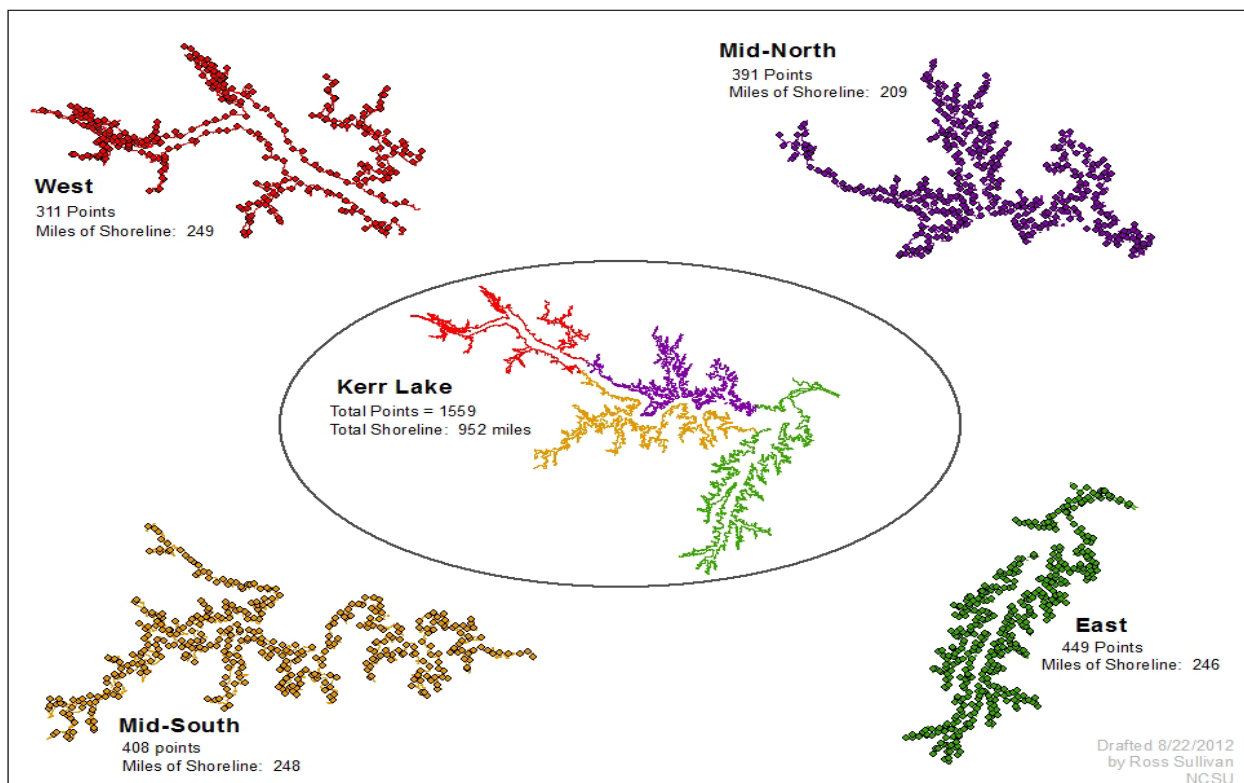 Mid-North
391 Points
Miles of Shoreline: 209
West
311 Points
Miles of Shoreline: 249
Kerr Lake
Total Points = 1559
Total Shoreline: 952 miles
East
449 Points
Miles of Shoreline: 246
Mid-South
408 points
Miles of Shoreline: 248
Drafted 8/22/2012
by Ross Sullivan
NCSU